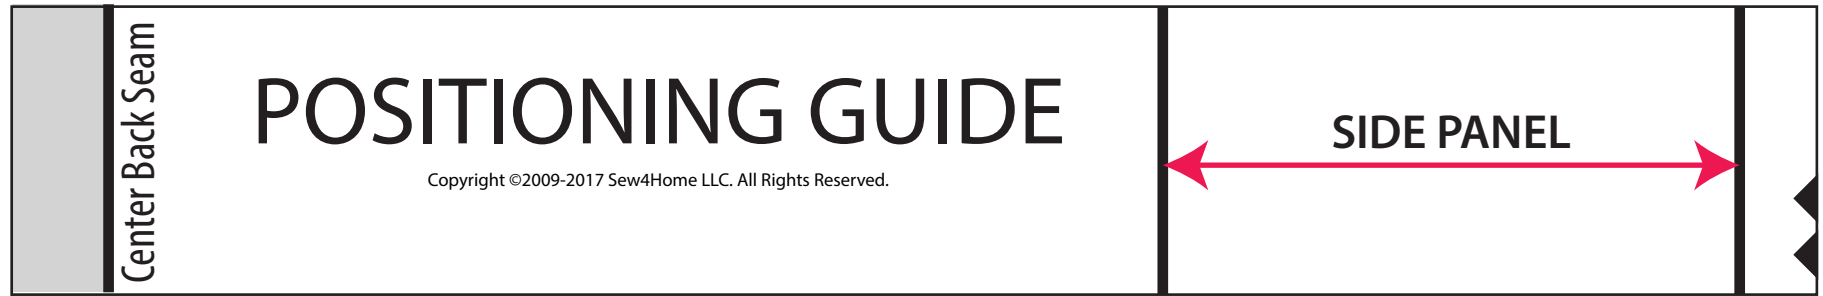 Center Back Seam
POSITIONING GUIDE
Copyright ©2009-2017 Sew4Home LLC. All Rights Reserved.
SIDE PANEL